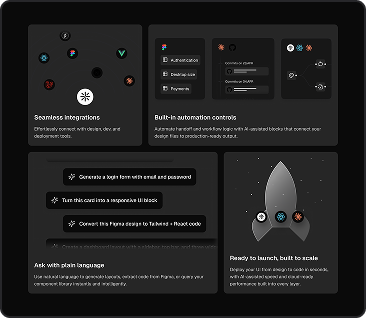 Seamless integrations
Effortlessly connect with design, dev, and
deployment tools.
Authentication
Desktop size
Payments
Built-in automation controls
Automate handoff and workflow logic with AI-assisted blocks that connect your
design files to production-ready output.
Generate a login form with email and password
Turn this card into a responsive UI block
Convert this Figma design to Tailwind + React code
Ask with plain language
Use natural language to generate layouts, extract code from Figma, or query your
component library instantly and intelligently.
Ready to launch, built to scale
Deploy your UI from design to code in seconds,
with AI-assisted speed and cloud-ready
performance built into every layer.